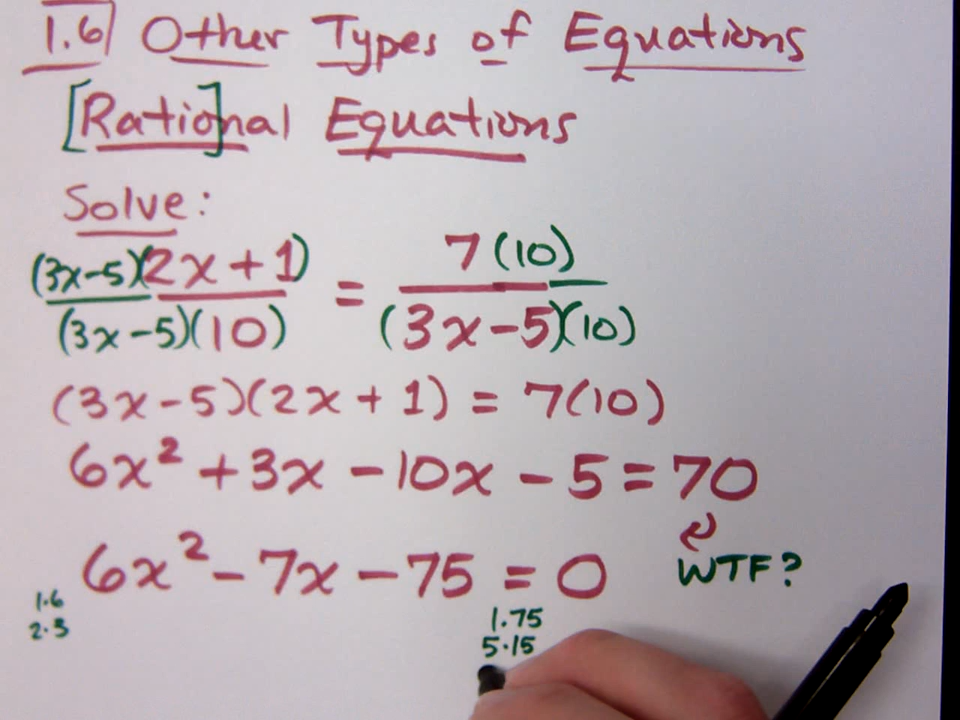 1.6 Other Types of Equations
[Ratio]nal Equations
Solve:
(3x-5)(2x+1) = 7(10)
(3x-5)(10) (3x-5)(10)
(3x-5)(2x+1) = 7(10)
6x² +3x -10x -5 = 70
6x² - 7x - 75 = 0 WTF?
1·6 1·75
2·3 5·15